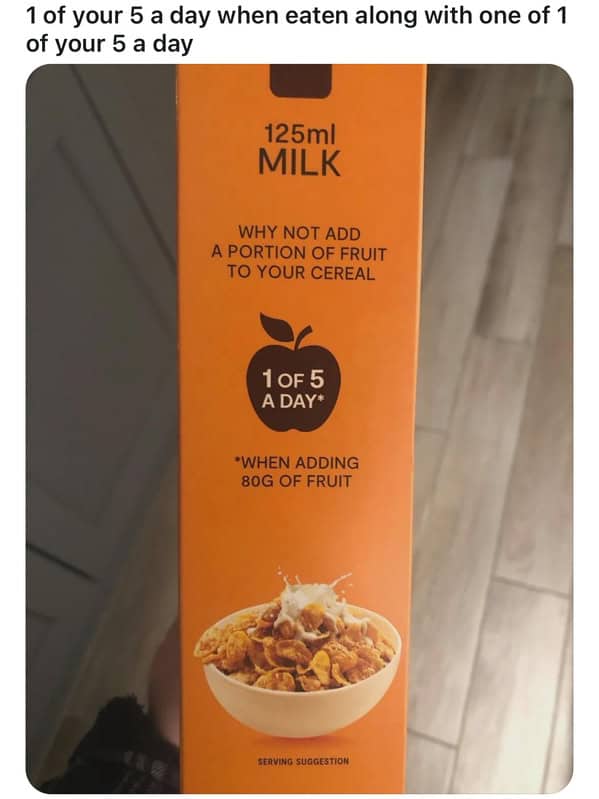 1 of your 5 a day when eaten along with one of 1
of your 5 a day
125ml
MILK
WHY NOT ADD
A PORTION OF FRUIT
TO YOUR CEREAL
1 OF 5
A DAY*
*WHEN ADDING
80G OF FRUIT
SERVING SUGGESTION